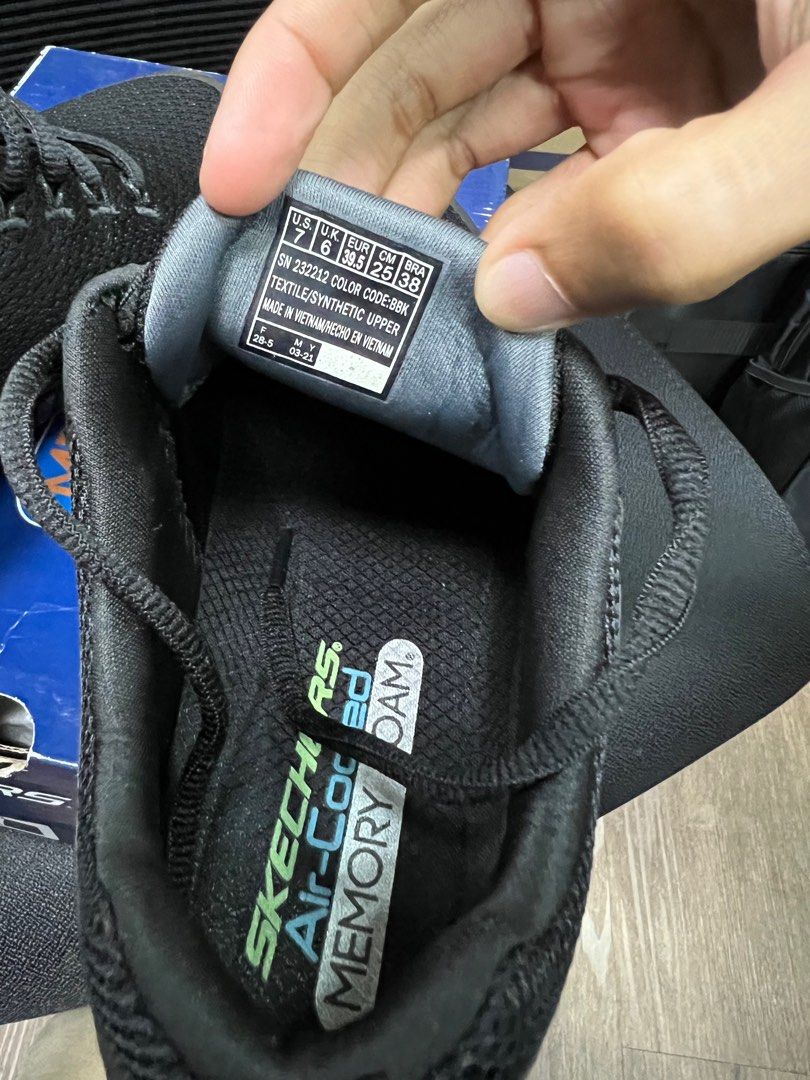 U.S. U.K. EUR CM BRA
7 6 39.5 25 38
SN 232212 COLOR CODE:BBK
TEXTILE/SYNTHETIC UPPER
MADE IN VIETNAM/HECHO EN VIETNAM
F M Y
28-5 03-21
SKECHERS®
Air-Cooled
MEMORY FOAM®